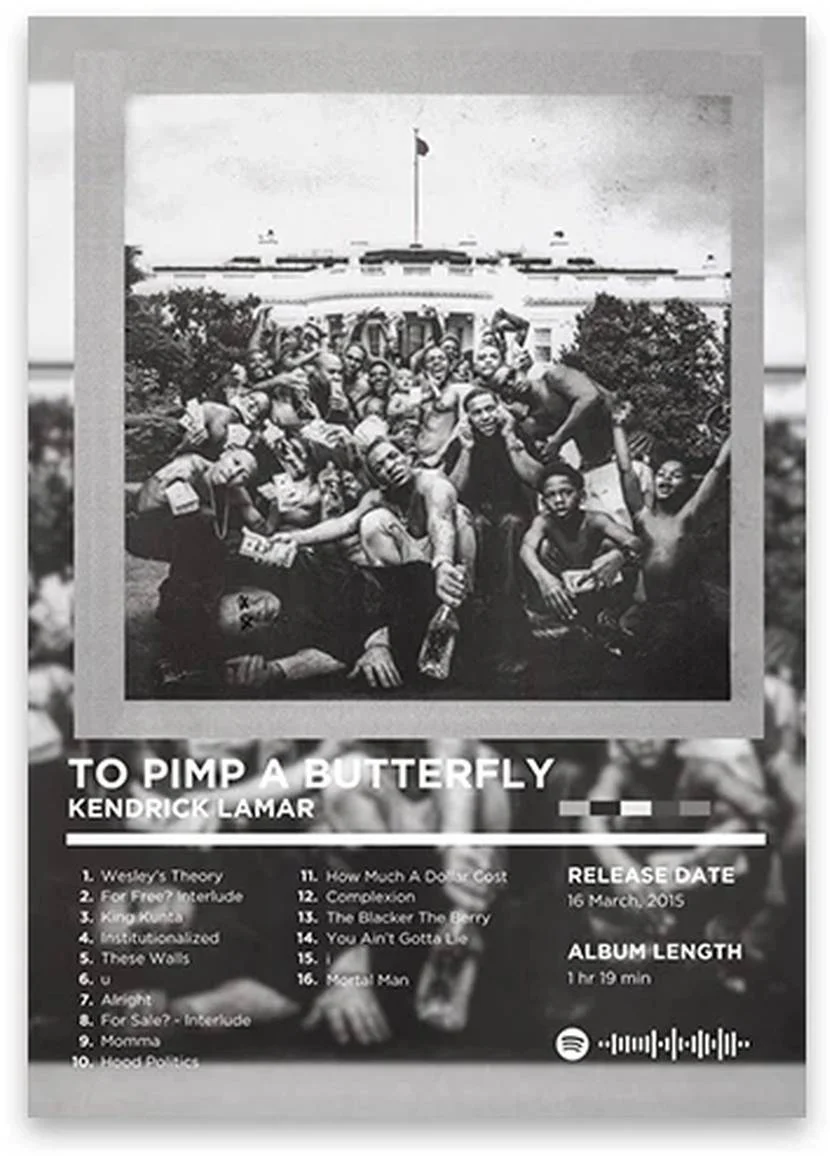 TO PIMP A BUTTERFLY
KENDRICK LAMAR
1. Wesley's Theory
2. For Free? Interlude
3. King Kunta
4. Institutionalized
5. These Walls
6. u
7. Alright
8. For Sale? - Interlude
9. Momma
10. Hood Politics
11. How Much A Dollar Cost
12. Complexion
13. The Blacker The Berry
14. You Ain't Gotta Lie
15. i
16. Mortal Man
RELEASE DATE
16 March, 2015
ALBUM LENGTH
1 hr 19 min